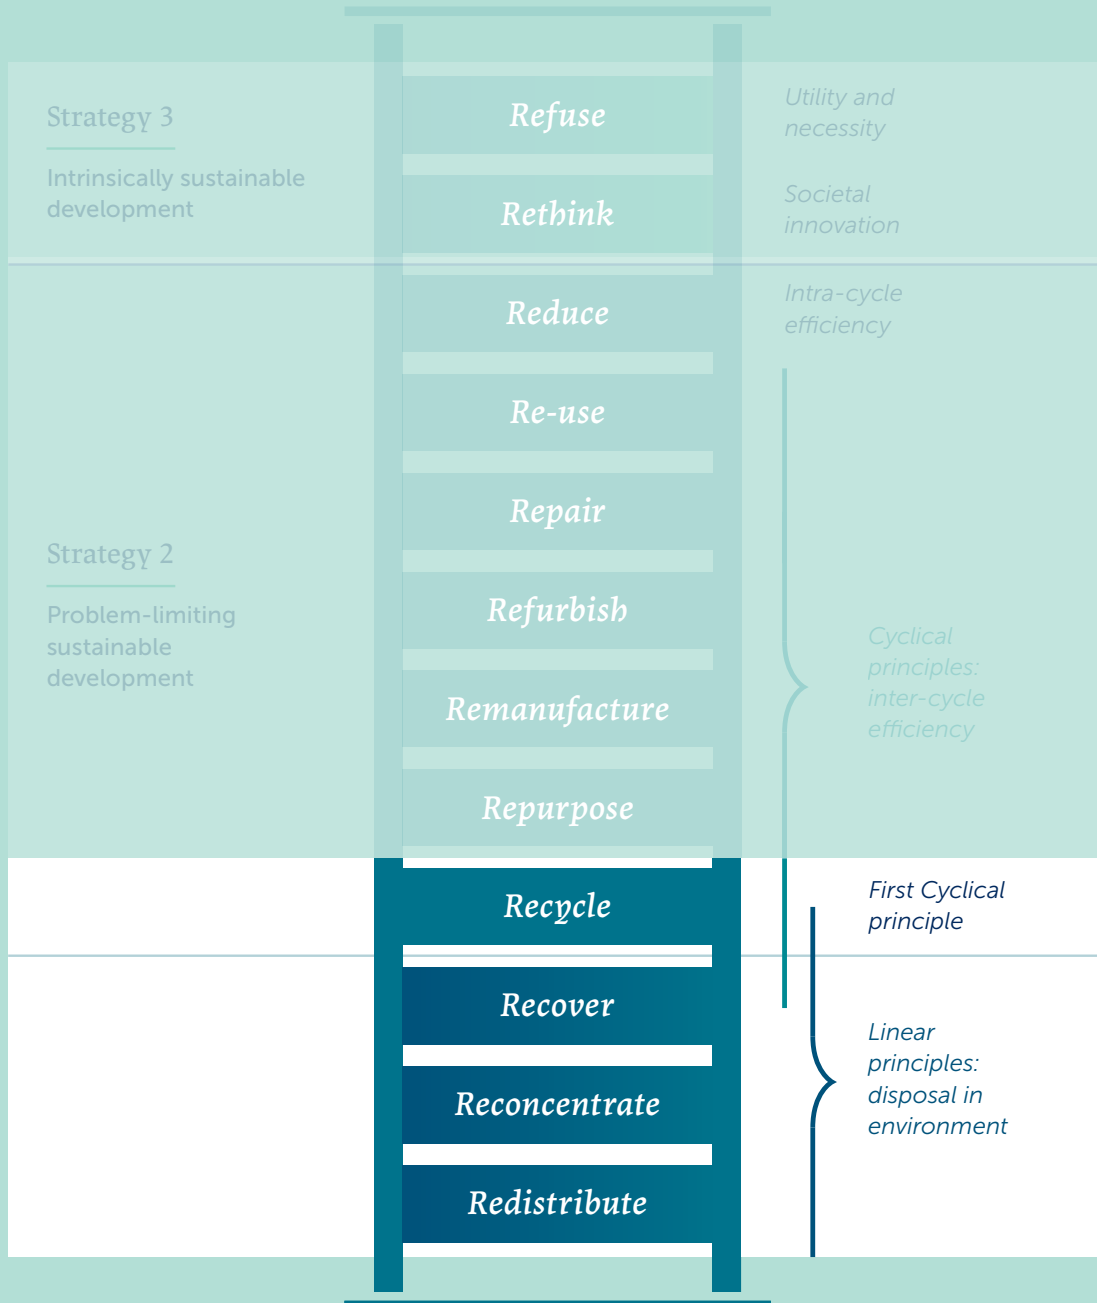 Refuse
Utility and
necessity
Strategy 3
Intrinsically sustainable
development
Rethink
Societal
innovation
Reduce
Intra-cycle
efficiency
Re-use
Repair
Strategy 2
Problem-limiting
sustainable
development
Refurbish
Remanufacture
Cyclical
principles:
inter-cycle
efficiency
Repurpose
Recycle
First Cyclical
principle
Recover
Linear
principles:
disposal in
environment
Reconcentrate
Redistribute